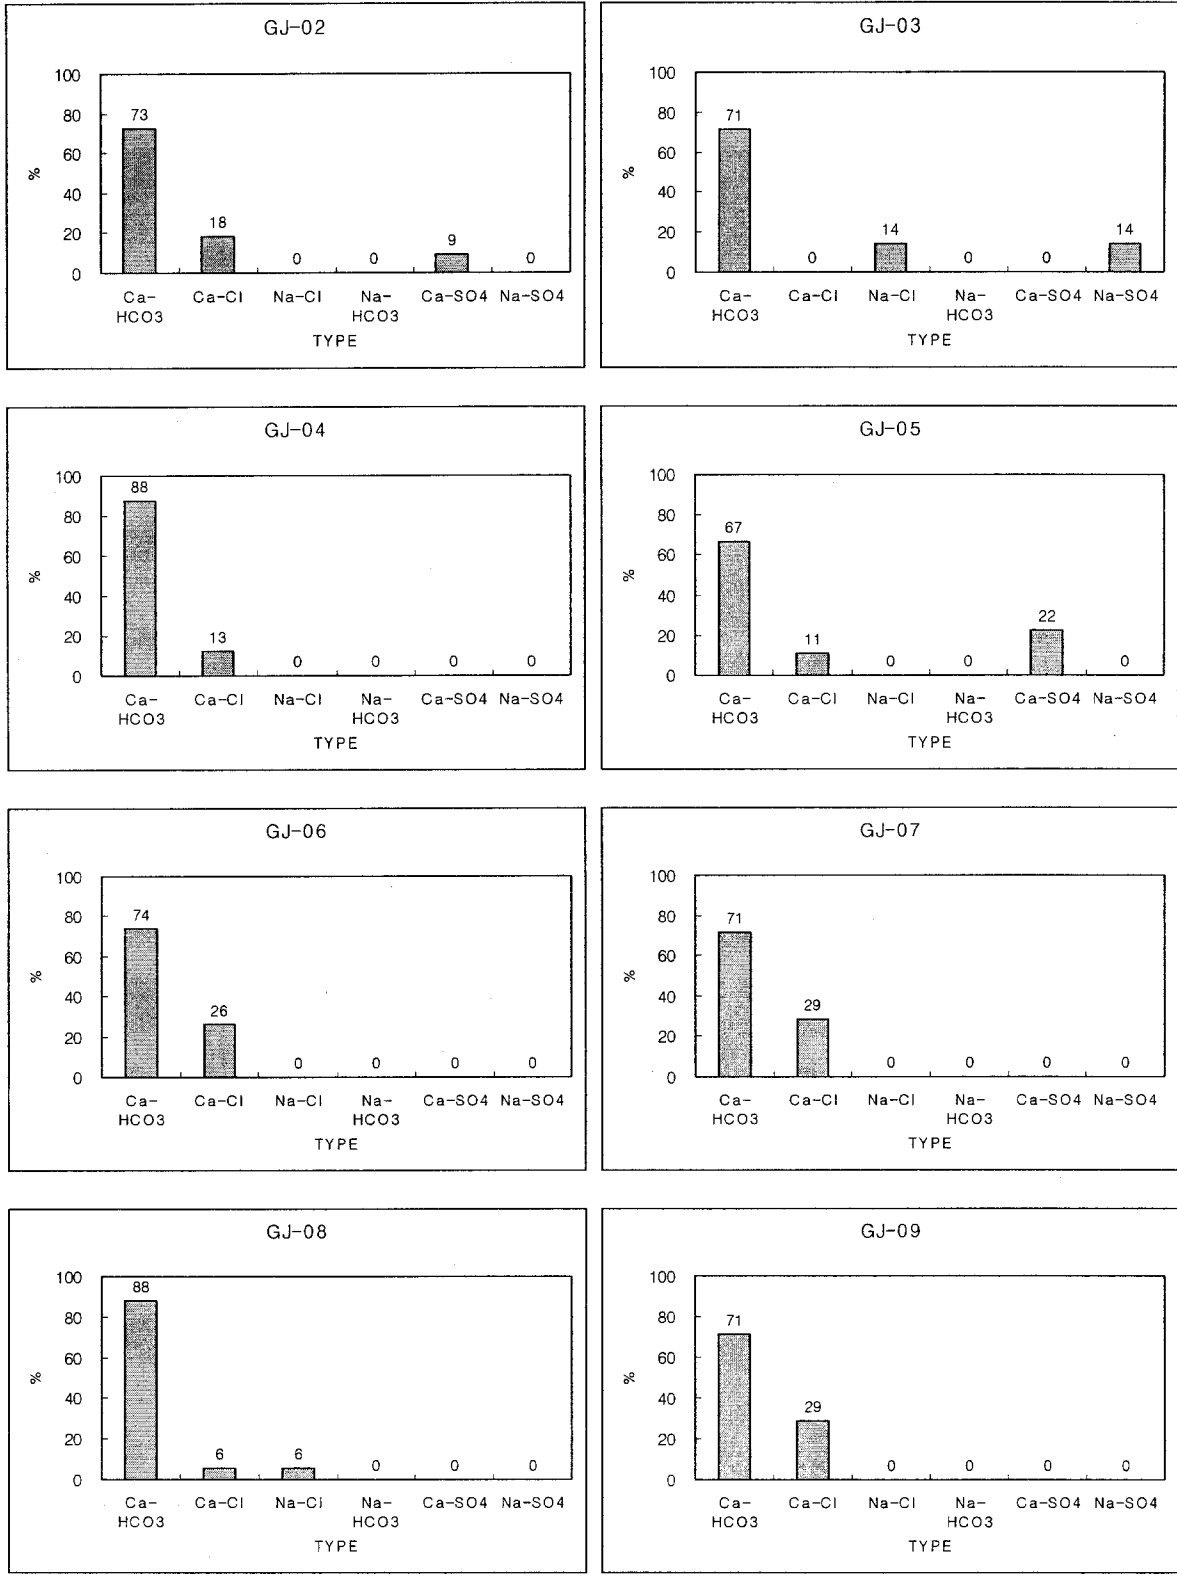 GJ-02
100
80
60
40
20
0
%
73
18
0
0
9
0
Ca-HCO3
Ca-Cl
Na-Cl
Na-HCO3
Ca-SO4
Na-SO4
TYPE
GJ-03
100
80
60
40
20
0
%
71
0
14
0
0
14
Ca-HCO3
Ca-Cl
Na-Cl
Na-HCO3
Ca-SO4
Na-SO4
TYPE
GJ-04
100
80
60
40
20
0
%
88
13
0
0
0
0
Ca-HCO3
Ca-Cl
Na-Cl
Na-HCO3
Ca-SO4
Na-SO4
TYPE
GJ-05
100
80
60
40
20
0
%
67
11
0
0
22
0
Ca-HCO3
Ca-Cl
Na-Cl
Na-HCO3
Ca-SO4
Na-SO4
TYPE
GJ-06
100
80
60
40
20
0
%
74
26
0
0
0
0
Ca-HCO3
Ca-Cl
Na-Cl
Na-HCO3
Ca-SO4
Na-SO4
TYPE
GJ-07
100
80
60
40
20
0
%
71
29
0
0
0
0
Ca-HCO3
Ca-Cl
Na-Cl
Na-HCO3
Ca-SO4
Na-SO4
TYPE
GJ-08
100
80
60
40
20
0
%
88
6
6
0
0
0
Ca-HCO3
Ca-Cl
Na-Cl
Na-HCO3
Ca-SO4
Na-SO4
TYPE
GJ-09
100
80
60
40
20
0
%
71
29
0
0
0
0
Ca-HCO3
Ca-Cl
Na-Cl
Na-HCO3
Ca-SO4
Na-SO4
TYPE